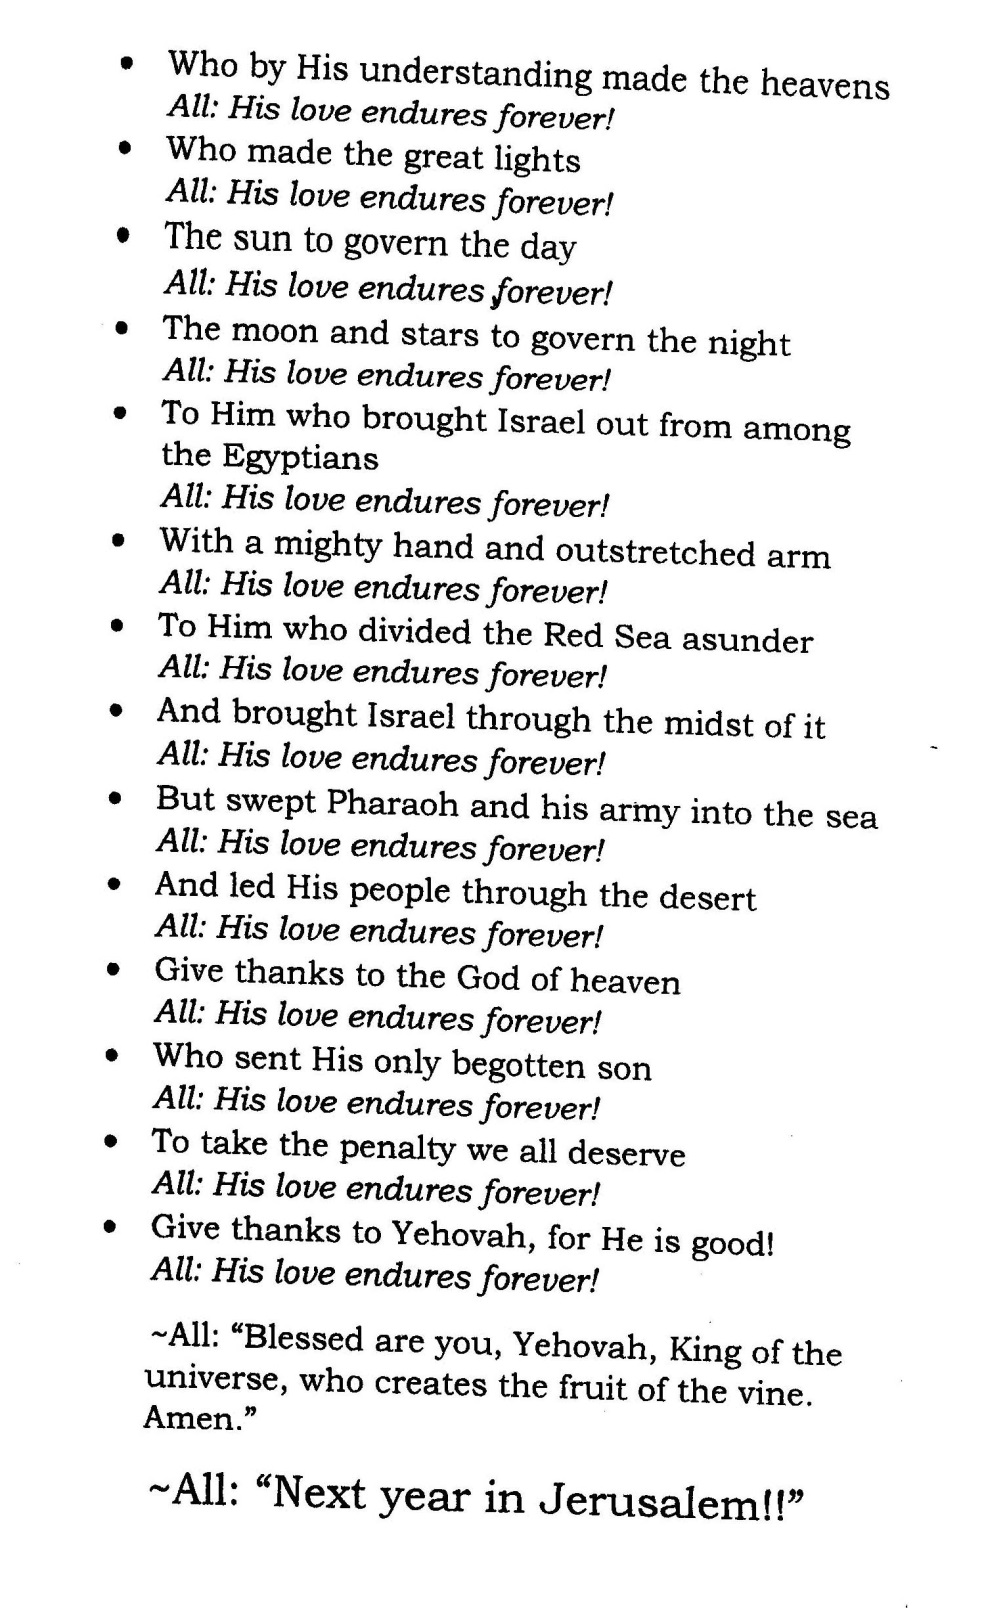 • Who by His understanding made the heavens
All: His love endures forever!
• Who made the great lights
All: His love endures forever!
• The sun to govern the day
All: His love endures forever!
• The moon and stars to govern the night
All: His love endures forever!
• To Him who brought Israel out from among
the Egyptians
All: His love endures forever!
• With a mighty hand and outstretched arm
All: His love endures forever!
• To Him who divided the Red Sea asunder
All: His love endures forever!
• And brought Israel through the midst of it
All: His love endures forever!
• But swept Pharaoh and his army into the sea
All: His love endures forever!
• And led His people through the desert
All: His love endures forever!
• Give thanks to the God of heaven
All: His love endures forever!
• Who sent His only begotten son
All: His love endures forever!
• To take the penalty we all deserve
All: His love endures forever!
• Give thanks to Yehovah, for He is good!
All: His love endures forever!
~All: “Blessed are you, Yehovah, King of the
universe, who creates the fruit of the vine.
Amen.”
~All: “Next year in Jerusalem!!”